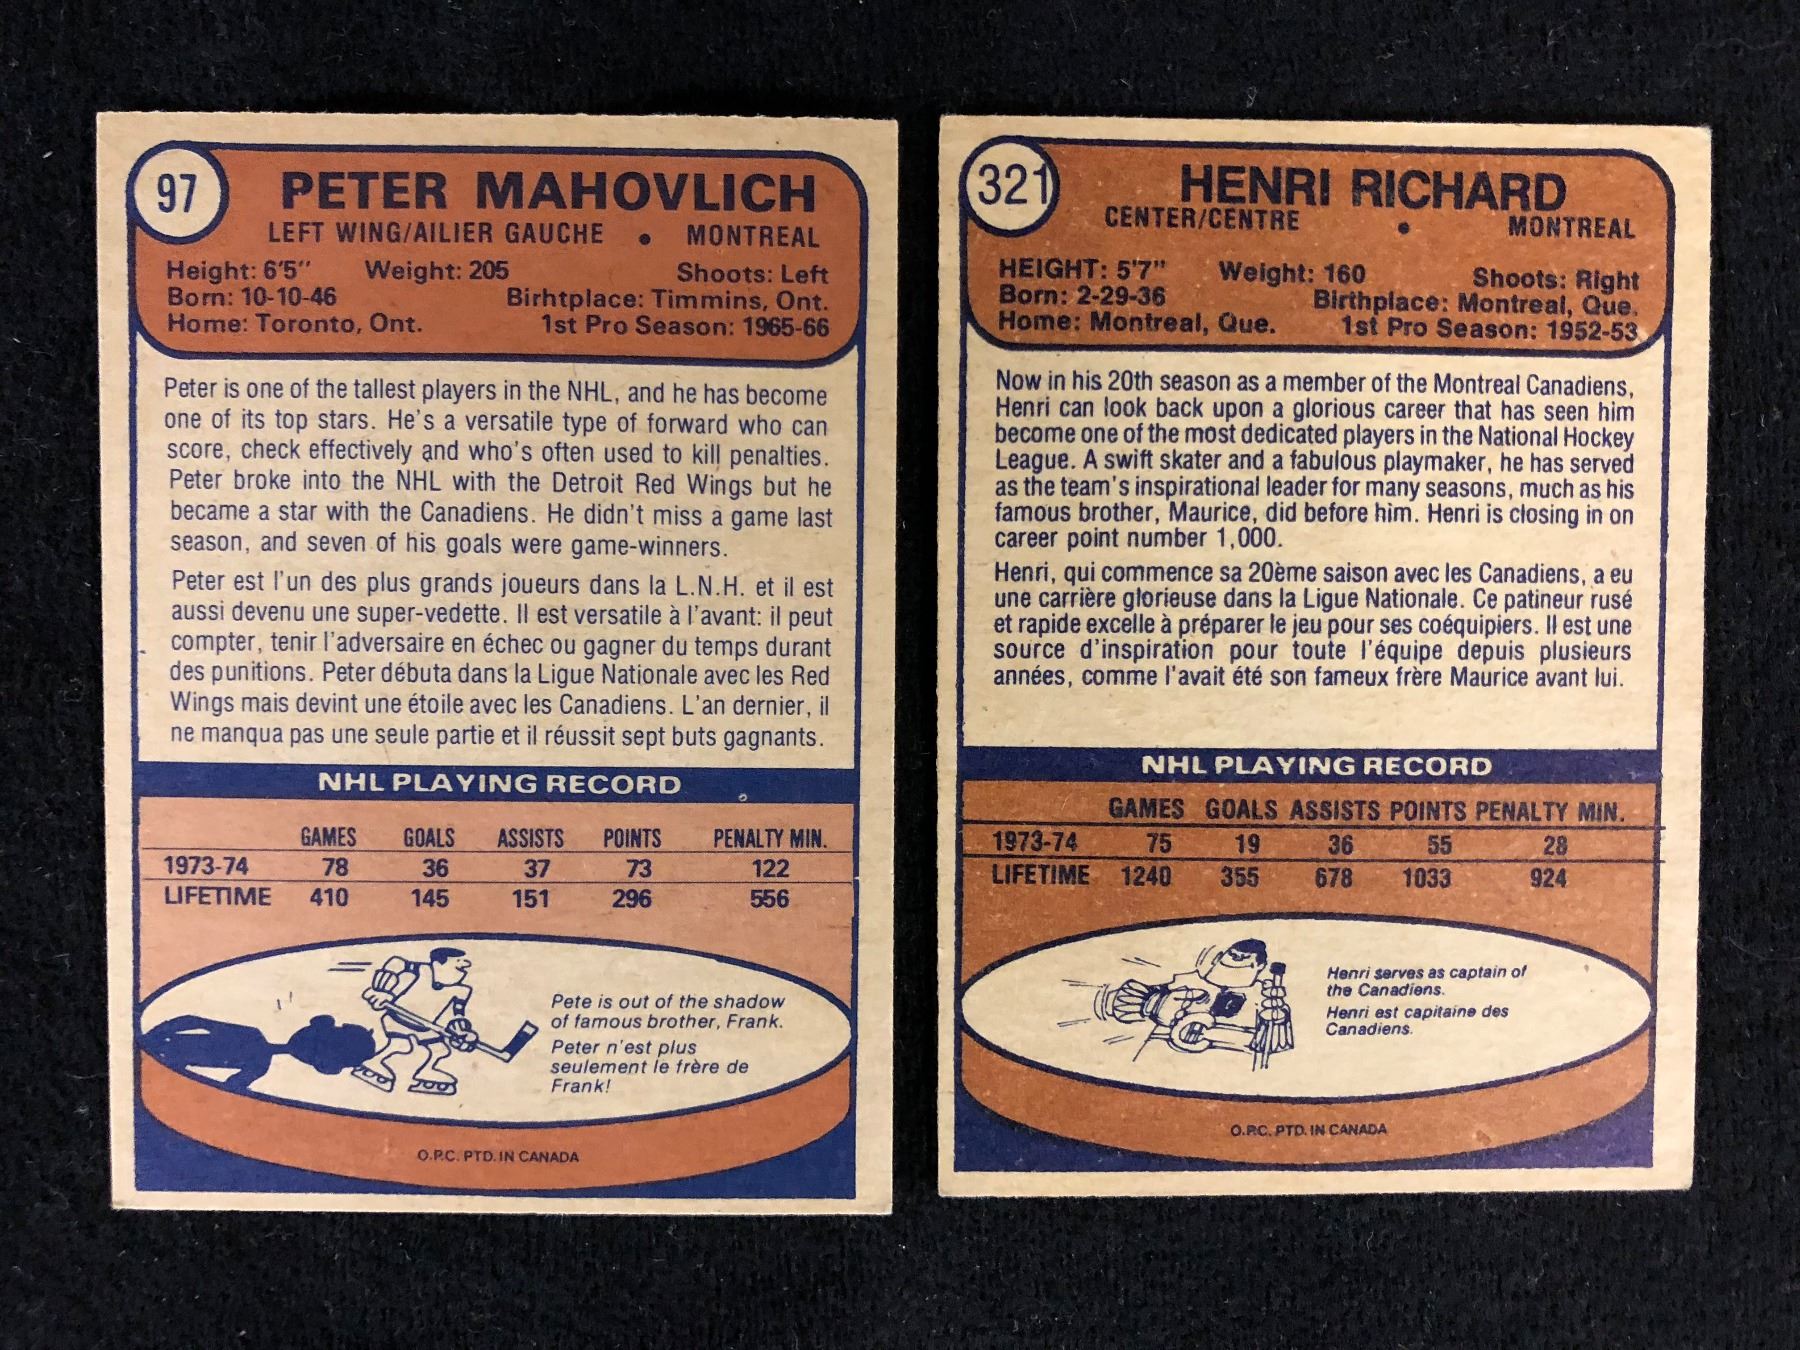 97
PETER MAHOVLICH
LEFT WING/AILIER GAUCHE • MONTREAL
Height: 6'5" Weight: 205 Shoots: Left
Born: 10-10-46 Birhtplace: Timmins, Ont.
Home: Toronto, Ont. 1st Pro Season: 1965-66
Peter is one of the tallest players in the NHL, and he has become
one of its top stars. He's a versatile type of forward who can
score, check effectively and who's often used to kill penalties.
Peter broke into the NHL with the Detroit Red Wings but he
became a star with the Canadiens. He didn't miss a game last
season, and seven of his goals were game-winners.
Peter est l'un des plus grands joueurs dans la L.N.H. et il est
aussi devenu une super-vedette. Il est versatile à l'avant: il peut
compter, tenir l'adversaire en échec ou gagner du temps durant
des punitions. Peter débuta dans la Ligue Nationale avec les Red
Wings mais devint une étoile avec les Canadiens. L'an dernier, il
ne manqua pas une seule partie et il réussit sept buts gagnants.
NHL PLAYING RECORD
GAMES GOALS ASSISTS POINTS PENALTY MIN.
1973-74 78 36 37 73 122
LIFETIME 410 145 151 296 556
Pete is out of the shadow
of famous brother, Frank.
Peter n'est plus
seulement le frère de
Frank!
O.P.C. PTD. IN CANADA
321
HENRI RICHARD
CENTER/CENTRE • MONTREAL
HEIGHT: 5'7" Weight: 160 Shoots: Right
Born: 2-29-36 Birthplace: Montreal, Que.
Home: Montreal, Que. 1st Pro Season: 1952-53
Now in his 20th season as a member of the Montreal Canadiens,
Henri can look back upon a glorious career that has seen him
become one of the most dedicated players in the National Hockey
League. A swift skater and a fabulous playmaker, he has served
as the team's inspirational leader for many seasons, much as his
famous brother, Maurice, did before him. Henri is closing in on
career point number 1,000.
Henri, qui commence sa 20ème saison avec les Canadiens, a eu
une carrière glorieuse dans la Ligue Nationale. Ce patineur rusé
et rapide excelle à préparer le jeu pour ses coéquipiers. Il est une
source d'inspiration pour toute l'équipe depuis plusieurs
années, comme l'avait été son fameux frère Maurice avant lui.
NHL PLAYING RECORD
GAMES GOALS ASSISTS POINTS PENALTY MIN.
1973-74 75 19 36 55 28
LIFETIME 1240 355 678 1033 924
Henri serves as captain of
the Canadiens.
Henri est capitaine des
Canadiens.
O.P.C. PTD. IN CANADA